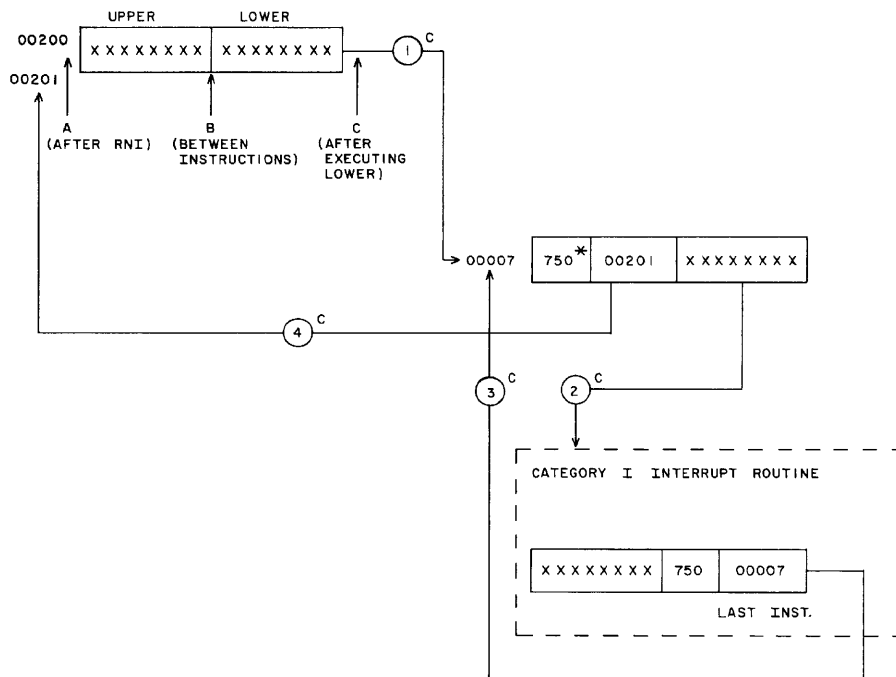 UPPER LOWER
00200 XXXXXXXX XXXXXXXX 1 C
00201
A B C
(AFTER RNI) (BETWEEN INSTRUCTIONS) (AFTER EXECUTING LOWER)
00007 750* 00201 XXXXXXXX
4 C
3 C 2 C
CATEGORY I INTERRUPT ROUTINE
XXXXXXXX 750 00007
LAST INST.